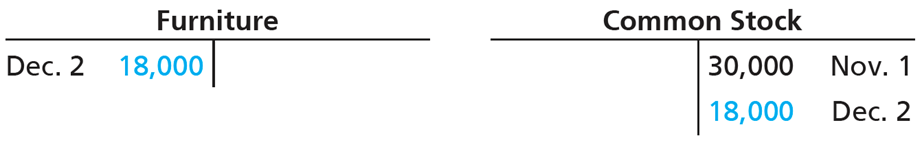 Furniture Common Stock
Dec. 2 18,000 30,000 Nov. 1
18,000 Dec. 2